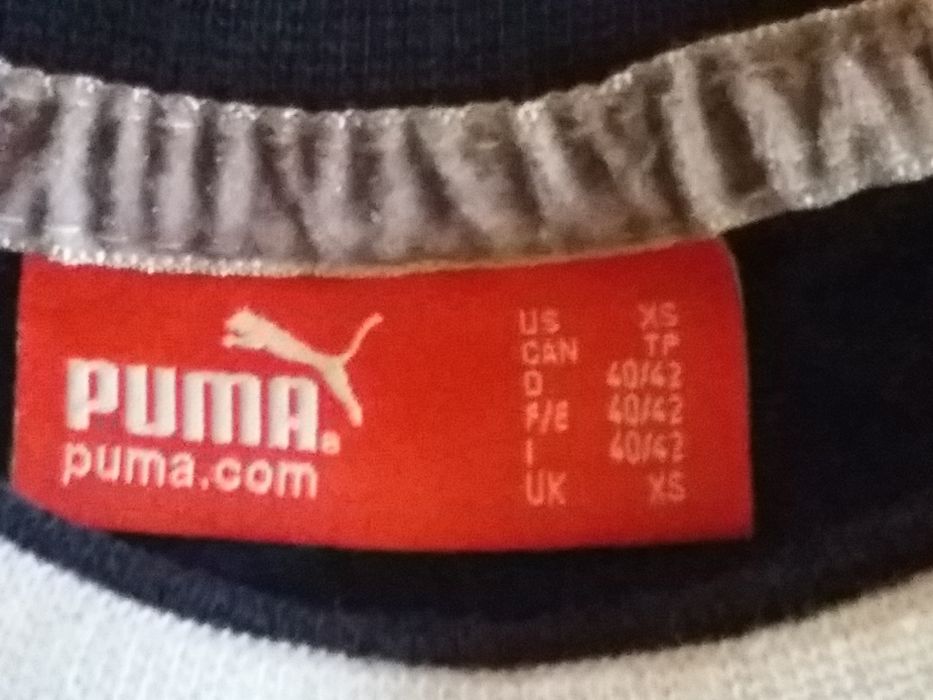 PUMA®
puma.com
US XS
CAN TP
D 40/42
F/E 40/42
I 40/42
UK XS